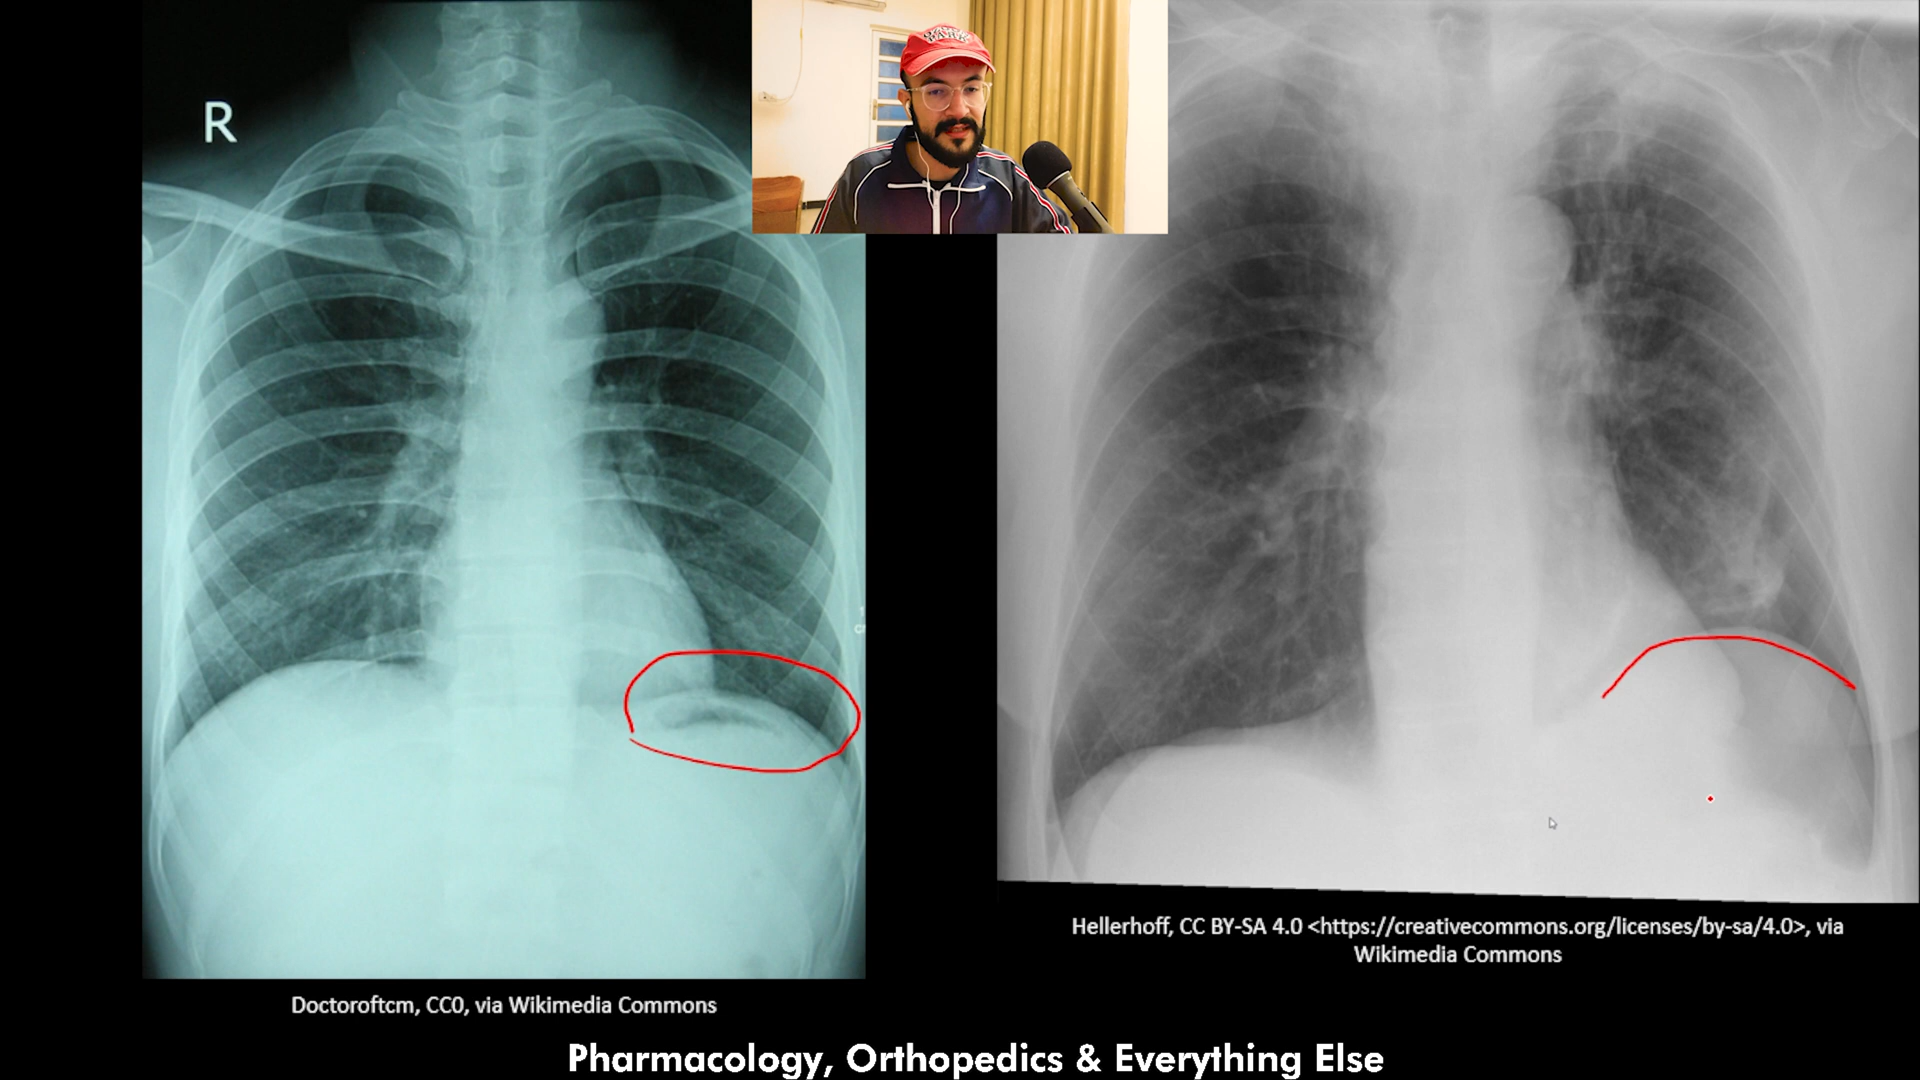 R
Hellerhoff, CC BY-SA 4.0 <https://creativecommons.org/licenses/by-sa/4.0>, via
Wikimedia Commons
Doctoroftcm, CC0, via Wikimedia Commons
Pharmacology, Orthopedics & Everything Else